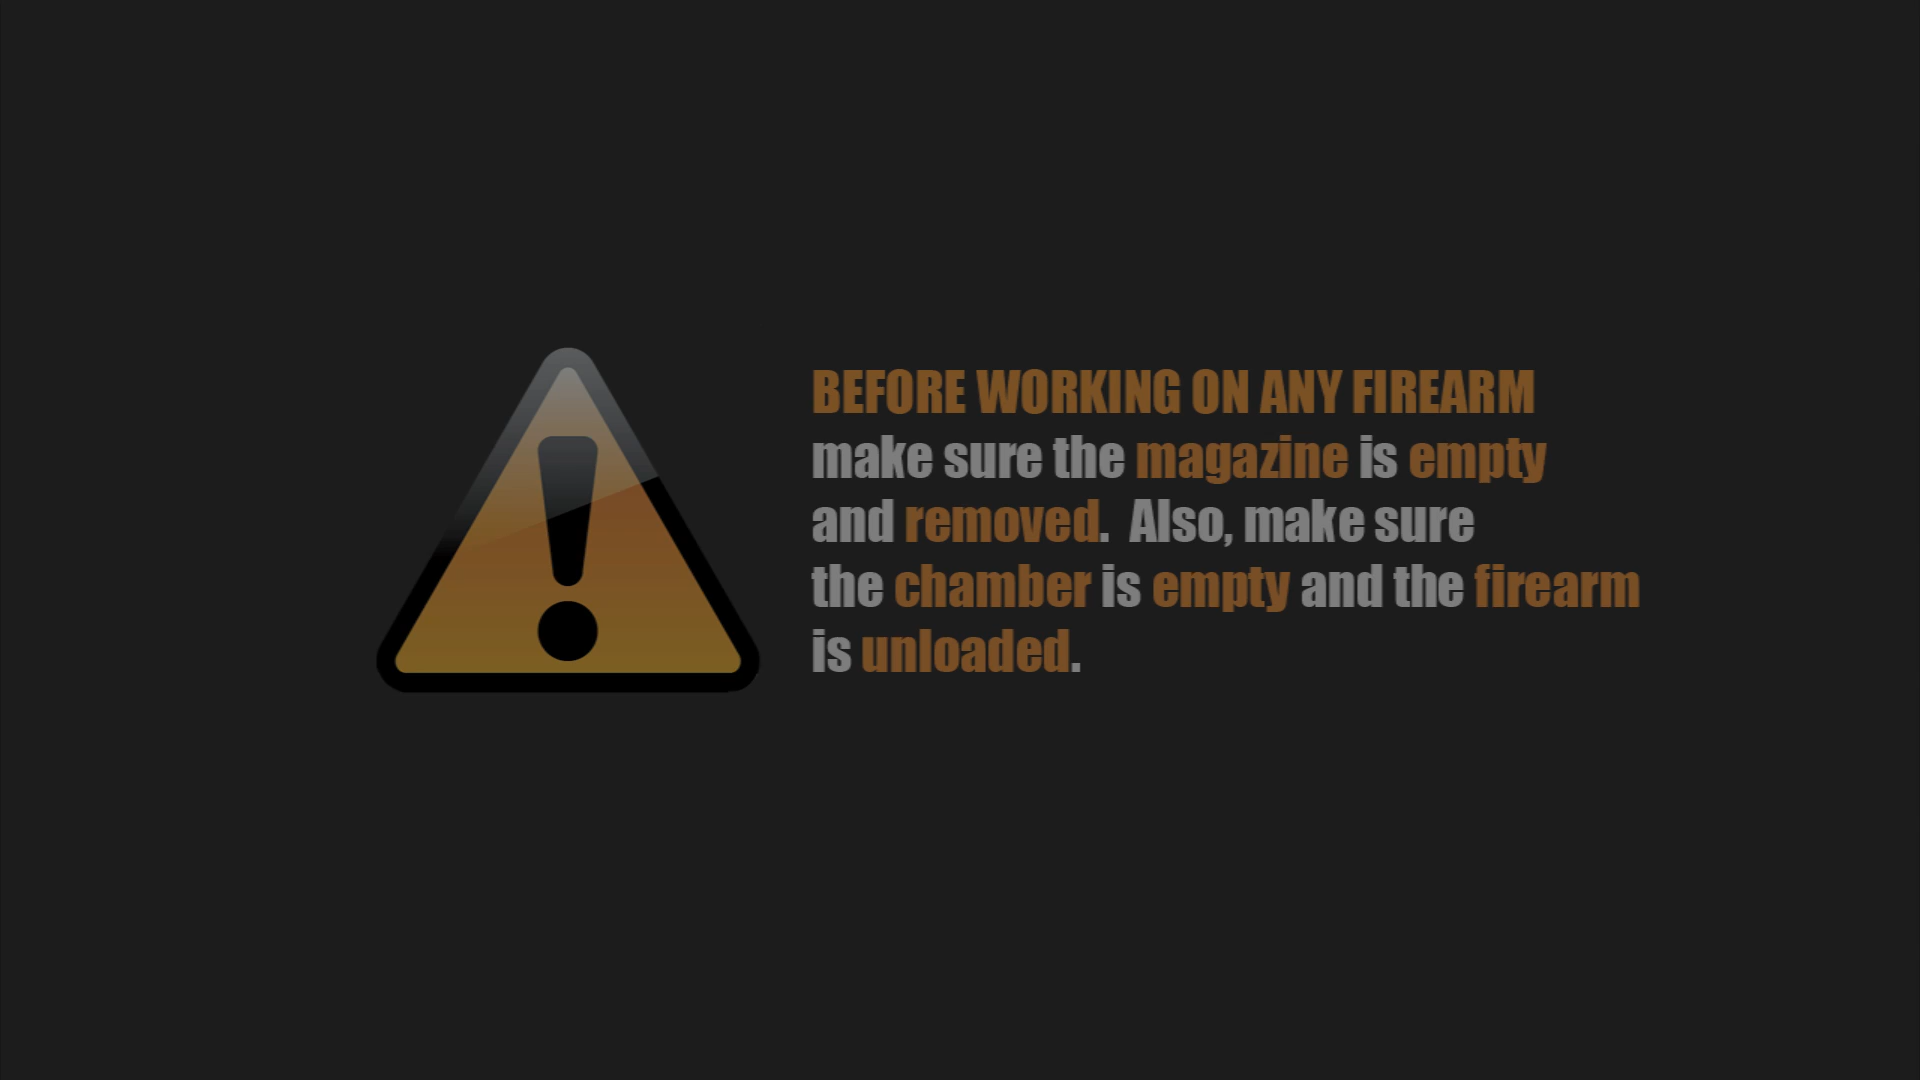 BEFORE WORKING ON ANY FIREARM
make sure the magazine is empty
and removed.  Also, make sure
the chamber is empty and the firearm
is unloaded.